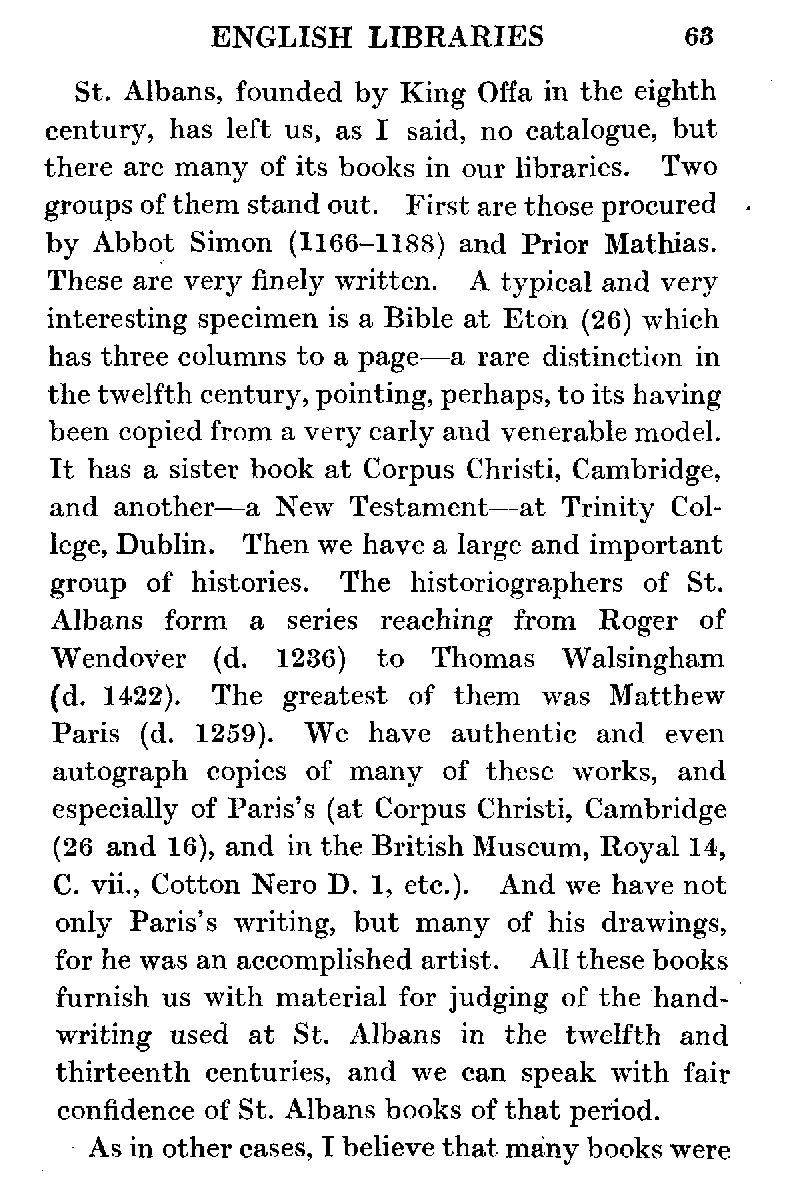 ENGLISH LIBRARIES 63
St. Albans, founded by King Offa in the eighth
century, has left us, as I said, no catalogue, but
there are many of its books in our libraries. Two
groups of them stand out. First are those procured
by Abbot Simon (1166–1188) and Prior Mathias.
These are very finely written. A typical and very
interesting specimen is a Bible at Eton (26) which
has three columns to a page—a rare distinction in
the twelfth century, pointing, perhaps, to its having
been copied from a very early and venerable model.
It has a sister book at Corpus Christi, Cambridge,
and another—a New Testament—at Trinity Col-
lege, Dublin. Then we have a large and important
group of histories. The historiographers of St.
Albans form a series reaching from Roger of
Wendover (d. 1236) to Thomas Walsingham
(d. 1422). The greatest of them was Matthew
Paris (d. 1259). We have authentic and even
autograph copies of many of these works, and
especially of Paris's (at Corpus Christi, Cambridge
(26 and 16), and in the British Museum, Royal 14,
C. vii., Cotton Nero D. 1, etc.). And we have not
only Paris's writing, but many of his drawings,
for he was an accomplished artist. All these books
furnish us with material for judging of the hand-
writing used at St. Albans in the twelfth and
thirteenth centuries, and we can speak with fair
confidence of St. Albans books of that period.
As in other cases, I believe that many books were